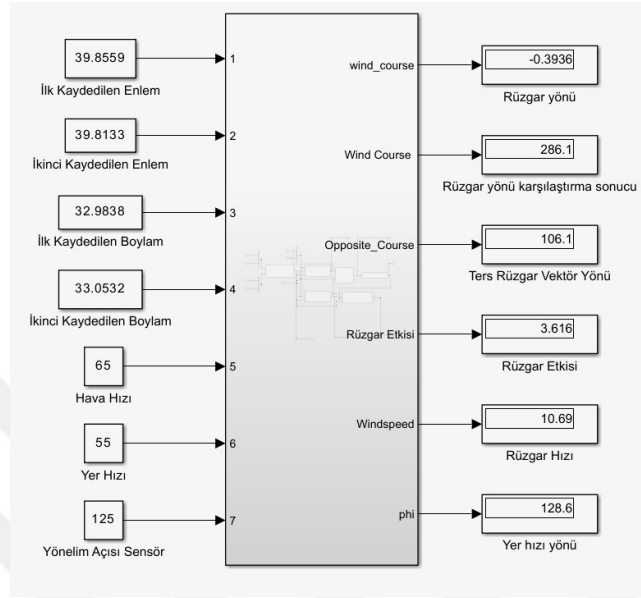 39.8559
İlk Kaydedilen Enlem
39.8133
İkinci Kaydedilen Enlem
32.9838
İlk Kaydedilen Boylam
33.0532
İkinci Kaydedilen Boylam
65
Hava Hızı
55
Yer Hızı
125
Yönelim Açısı Sensör
1
2
3
4
5
6
7
wind_course
Wind Course
Opposite_Course
Rüzgar Etkisi
Windspeed
phi
-0.3936
Rüzgar yönü
286.1
Rüzgar yönü karşılaştırma sonucu
106.1
Ters Rüzgar Vektör Yönü
3.616
Rüzgar Etkisi
10.69
Rüzgar Hızı
128.6
Yer hızı yönü